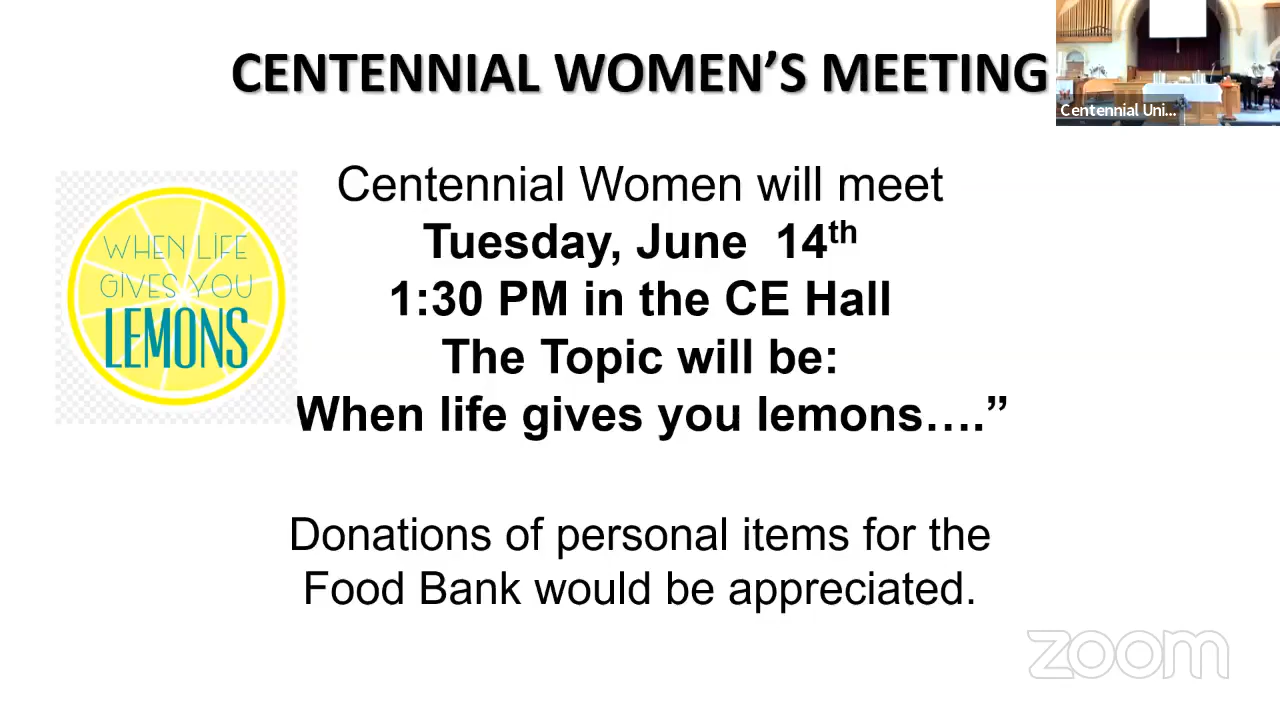 CENTENNIAL WOMEN'S MEETING
Centennial Uni...
Centennial Women will meet
Tuesday, June 14th
1:30 PM in the CE Hall
The Topic will be:
When life gives you lemons….”
WHEN LIFE
GIVES YOU
LEMONS
Donations of personal items for the
Food Bank would be appreciated.
zoom